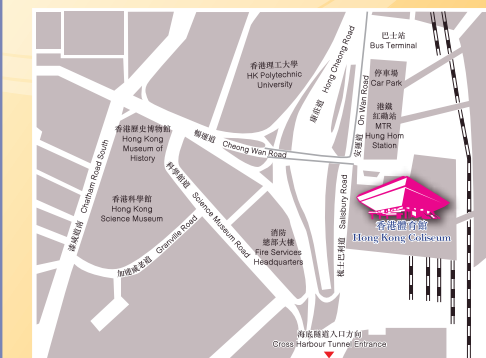 巴士站
Bus Terminal
香港理工大學
HK Polytechnic
University
康莊道 Hong Cheong Road
停車場
Car Park
港鐵
紅磡站
MTR
Hung Hom
Station
安運道 On Wan Road
香港歷史博物館
Hong Kong
Museum of
History
暢運道 Cheong Wan Road
漆咸道南 Chatham Road South
科學館道 Science Museum Road
香港科學館
Hong Kong
Science Museum
加連威老道 Granville Road
消防
總部大樓
Fire Services
Headquarters
梳士巴利道 Salisbury Road
香港體育館
Hong Kong Coliseum
海底隧道入口方向
Cross Harbour Tunnel Entrance